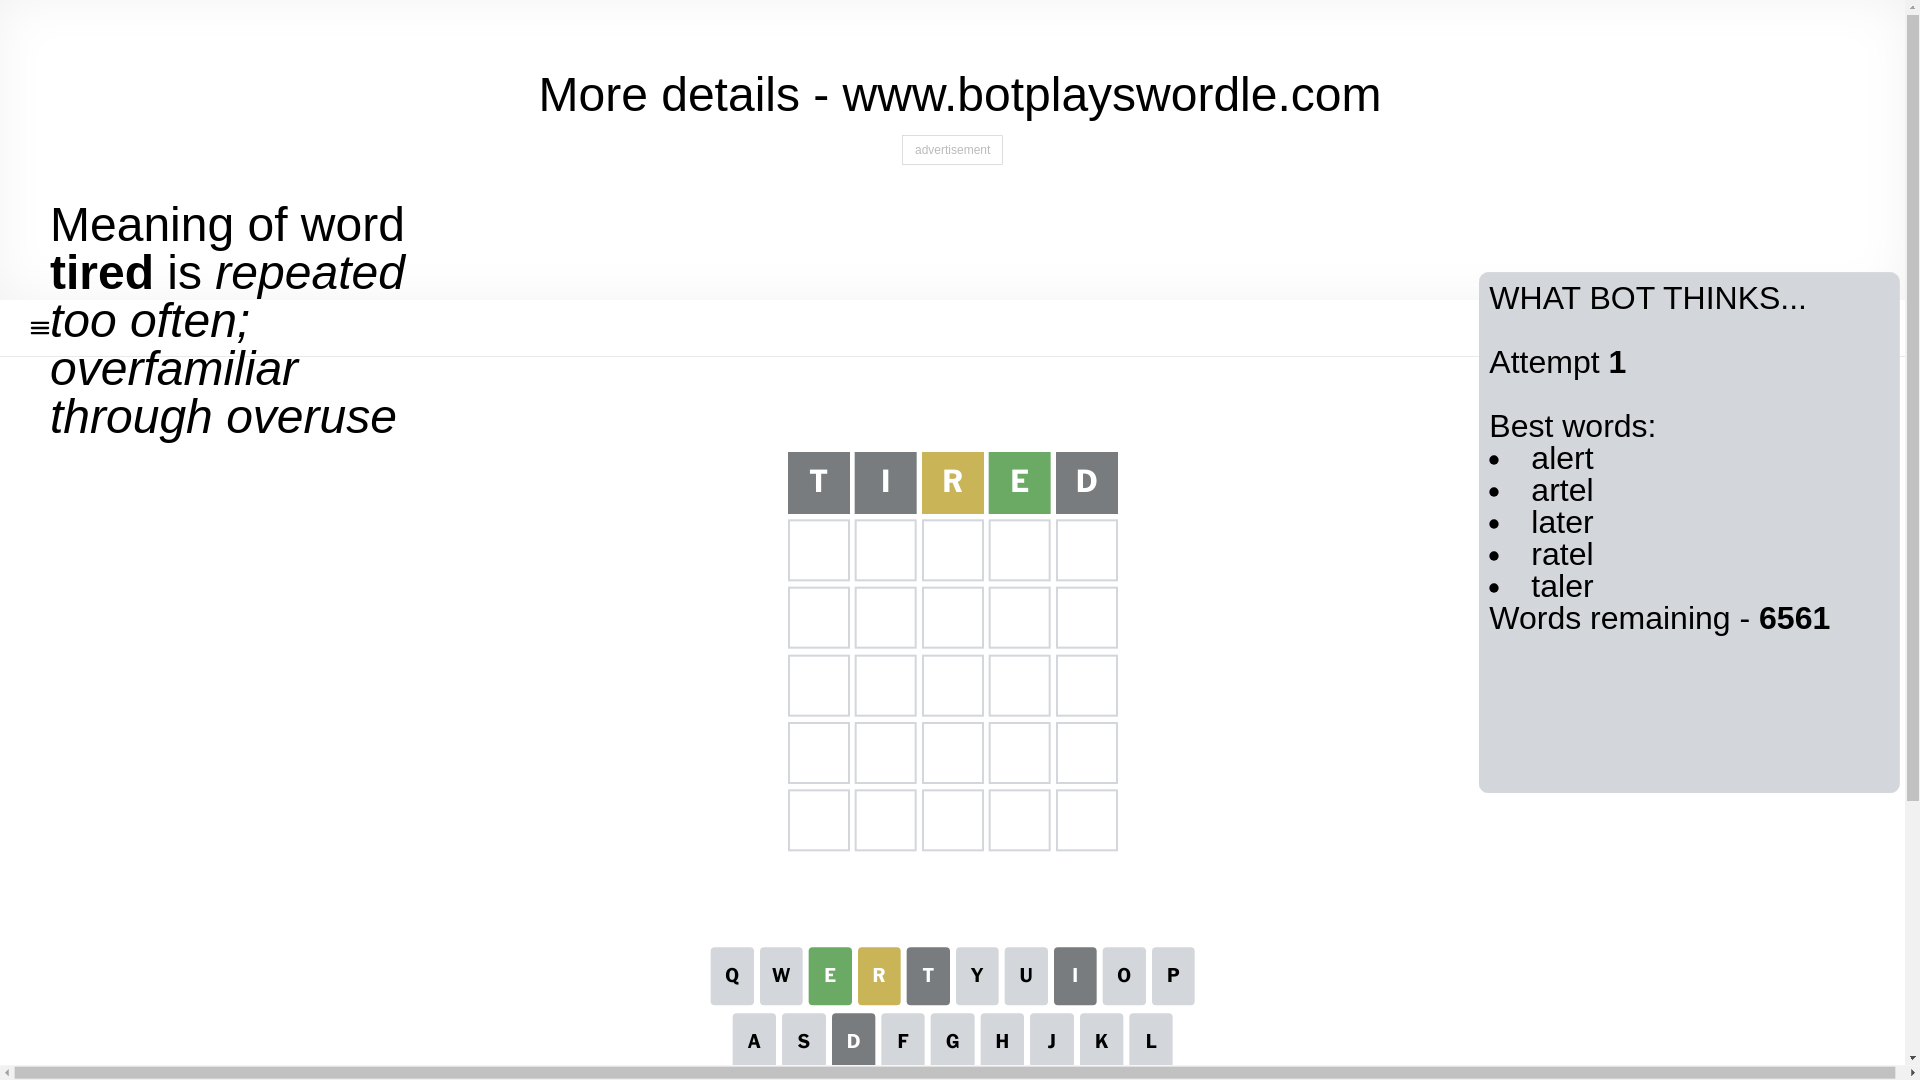 More details - www.botplayswordle.com
advertisement
Meaning of word
tired is repeated
too often;
overfamiliar
through overuse
WHAT BOT THINKS...
Attempt 1
Best words:
• alert
• artel
• later
• ratel
• taler
Words remaining - 6561
T I R E D
Q W E R T Y U I O P
A S D F G H J K L